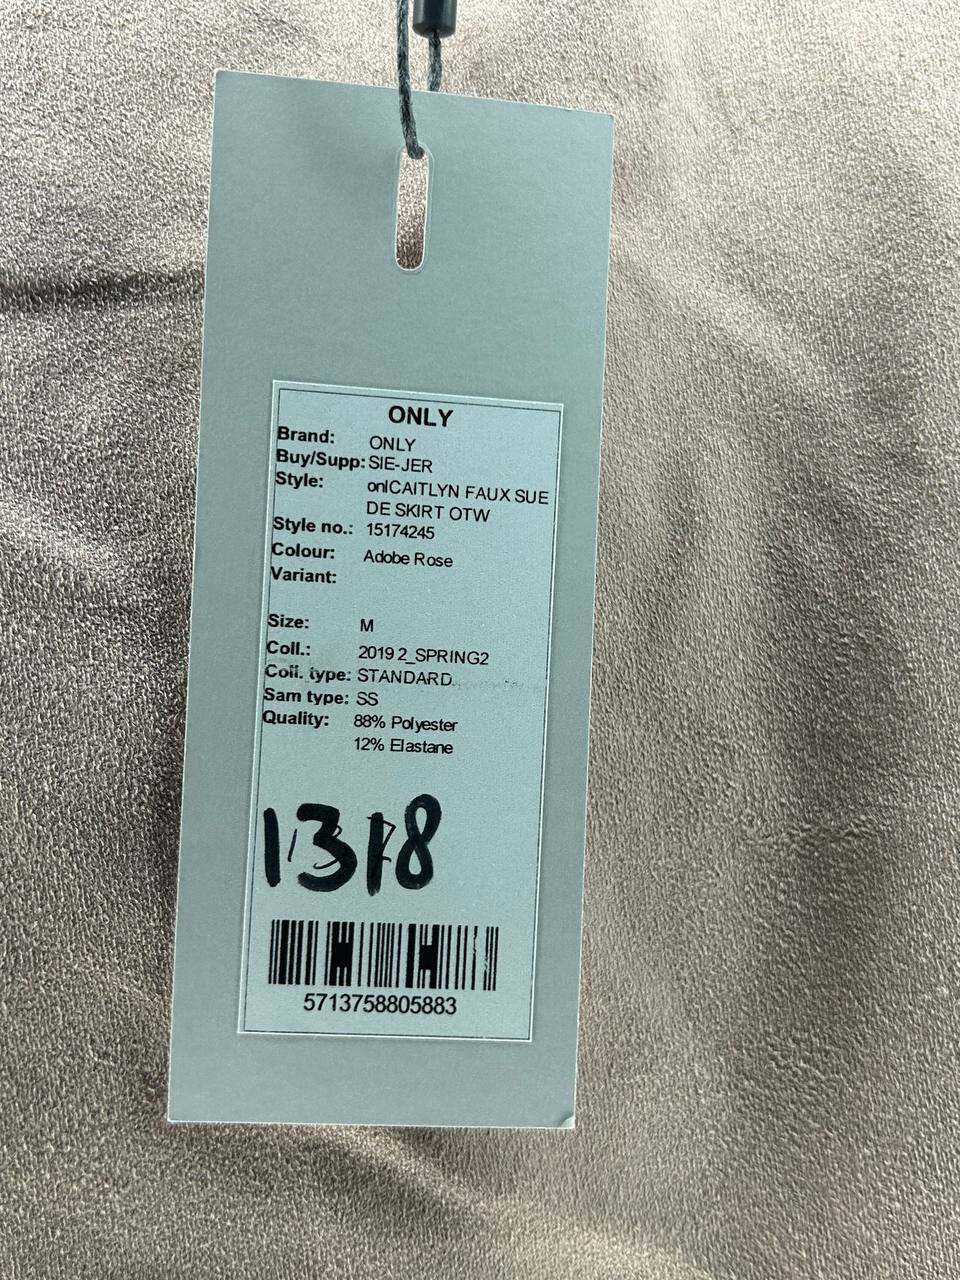 ONLY
Brand: ONLY
Buy/Supp: SIE-JER
Style: onlCAITLYN FAUX SUE
DE SKIRT OTW
Style no.: 15174245
Colour: Adobe Rose
Variant:
Size: M
Coll.: 2019 2_SPRING2
Coll. type: STANDARD
Sam type: SS
Quality: 88% Polyester
12% Elastane
1318
5713758805883